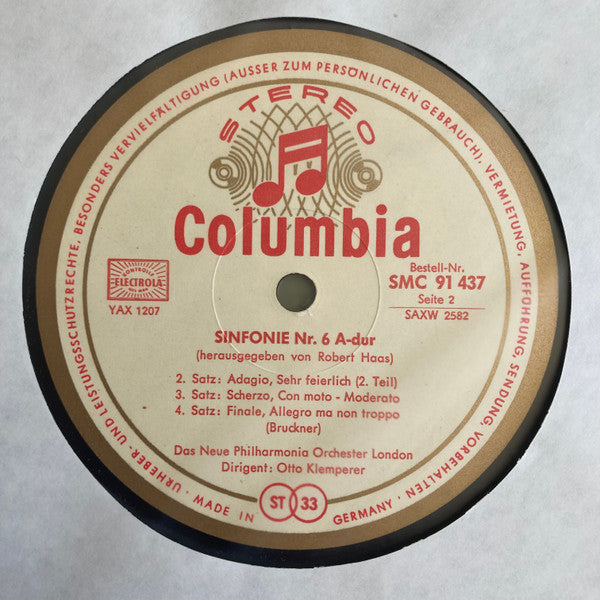 URHEBER- UND LEISTUNGSSCHUTZRECHTE, BESONDERS VERVIELFÄLTIGUNG (AUSSER ZUM PERSÖNLICHEN GEBRAUCH), VERMIETUNG, AUFFÜHRUNG, SENDUNG, VORBEHALTEN ·
STEREO
Columbia
ELECTROLA
YAX 1207
Bestell-Nr.
SMC 91 437
Seite 2
SAXW 2582
SINFONIE Nr. 6 A-dur
(herausgegeben von Robert Haas)
2. Satz: Adagio, Sehr feierlich (2. Teil)
3. Satz: Scherzo, Con moto - Moderato
4. Satz: Finale, Allegro ma non troppo
(Bruckner)
Das Neue Philharmonia Orchester London
Dirigent: Otto Klemperer
MADE IN ST 33 GERMANY ·